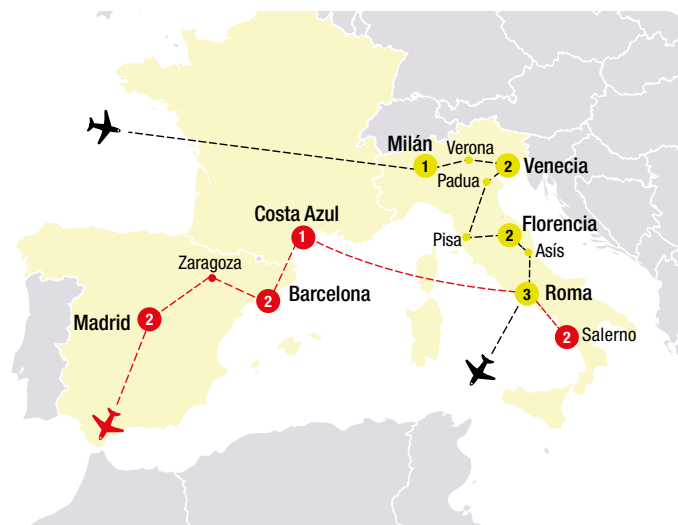 Milán
1
Verona
2
Venecia
Padua
Costa Azul
1
Florencia
2
Pisa
Asís
Zaragoza
Barcelona
2
Roma
3
Madrid
2
2
Salerno